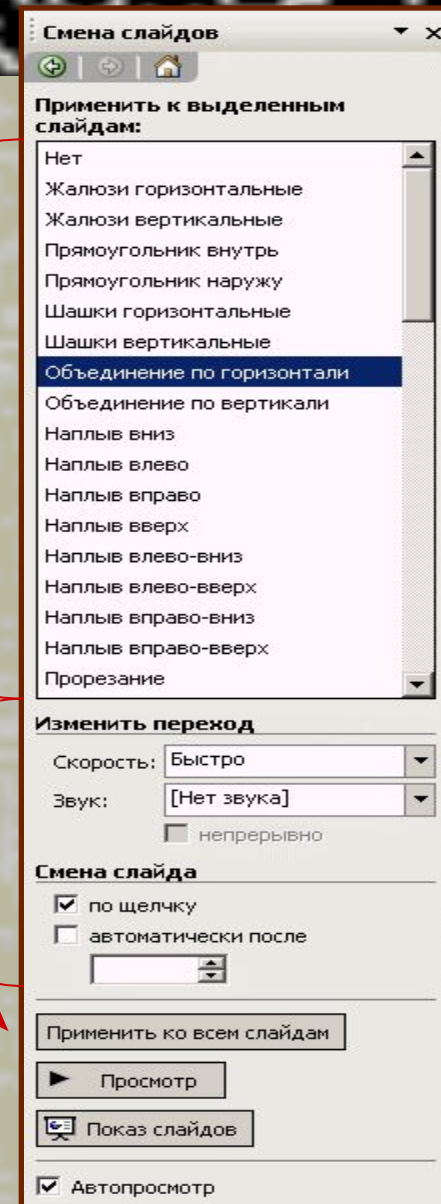 Смена слайдов
Применить к выделенным
слайдам:
Нет
Жалюзи горизонтальные
Жалюзи вертикальные
Прямоугольник внутрь
Прямоугольник наружу
Шашки горизонтальные
Шашки вертикальные
Объединение по горизонтали
Объединение по вертикали
Наплыв вниз
Наплыв влево
Наплыв вправо
Наплыв вверх
Наплыв влево-вниз
Наплыв влево-вверх
Наплыв вправо-вниз
Наплыв вправо-вверх
Прорезание
Изменить переход
Скорость: Быстро
Звук: [Нет звука]
непрерывно
Смена слайда
по щелчку
автоматически после
Применить ко всем слайдам
Просмотр
Показ слайдов
Автопросмотр